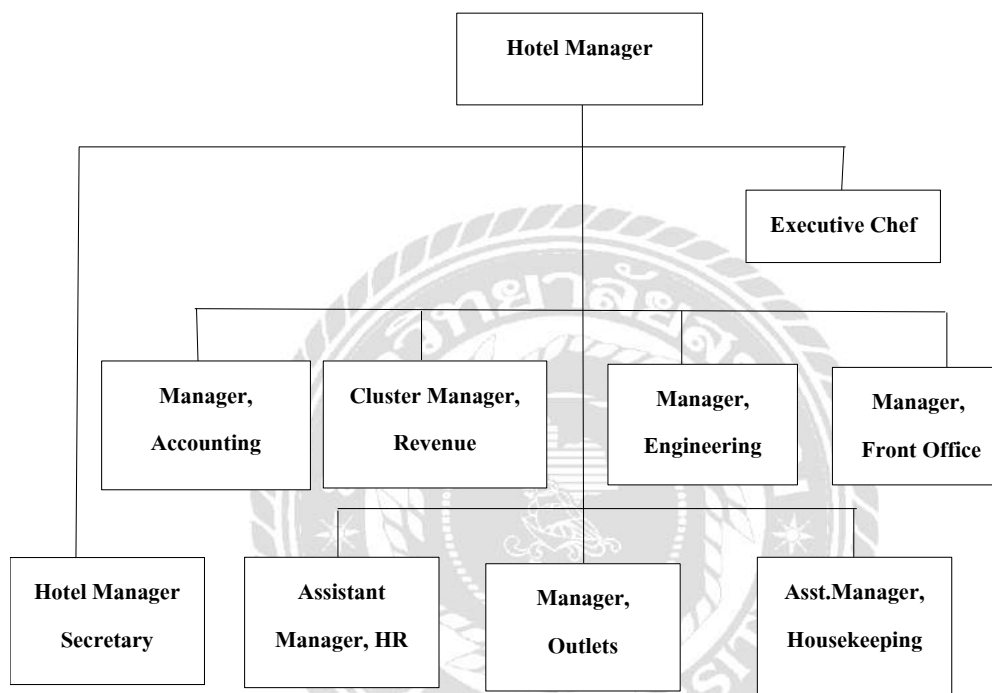 Hotel Manager
Executive Chef
Manager,
Accounting
Cluster Manager,
Revenue
Manager,
Engineering
Manager,
Front Office
Hotel Manager
Secretary
Assistant
Manager, HR
Manager,
Outlets
Asst.Manager,
Housekeeping